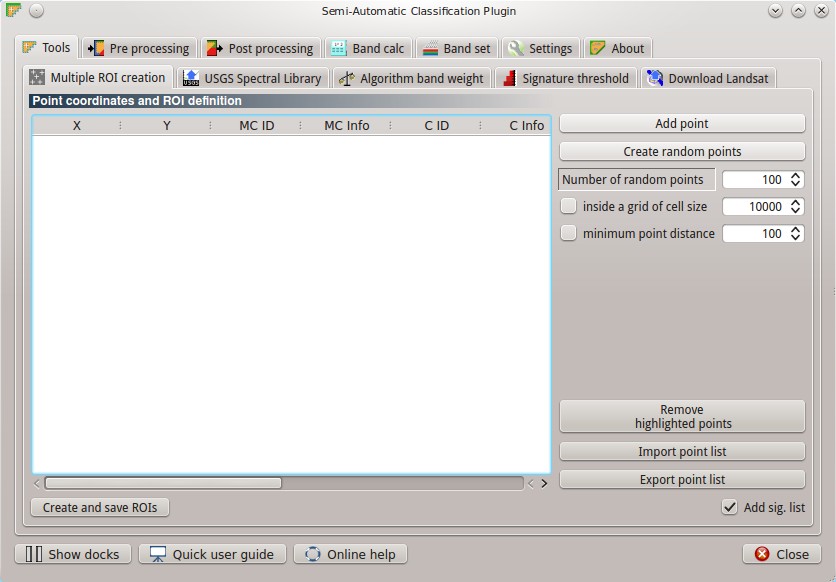 Semi-Automatic Classification Plugin
Tools Pre processing Post processing Band calc Band set Settings About
Multiple ROI creation USGS USGS Spectral Library Algorithm band weight Signature threshold Download Landsat
Point coordinates and ROI definition
X Y MC ID MC Info C ID C Info
Add point
Create random points
Number of random points 100
inside a grid of cell size 10000
minimum point distance 100
Remove
highlighted points
Import point list
Export point list
Create and save ROIs Add sig. list
Show docks Quick user guide Online help Close